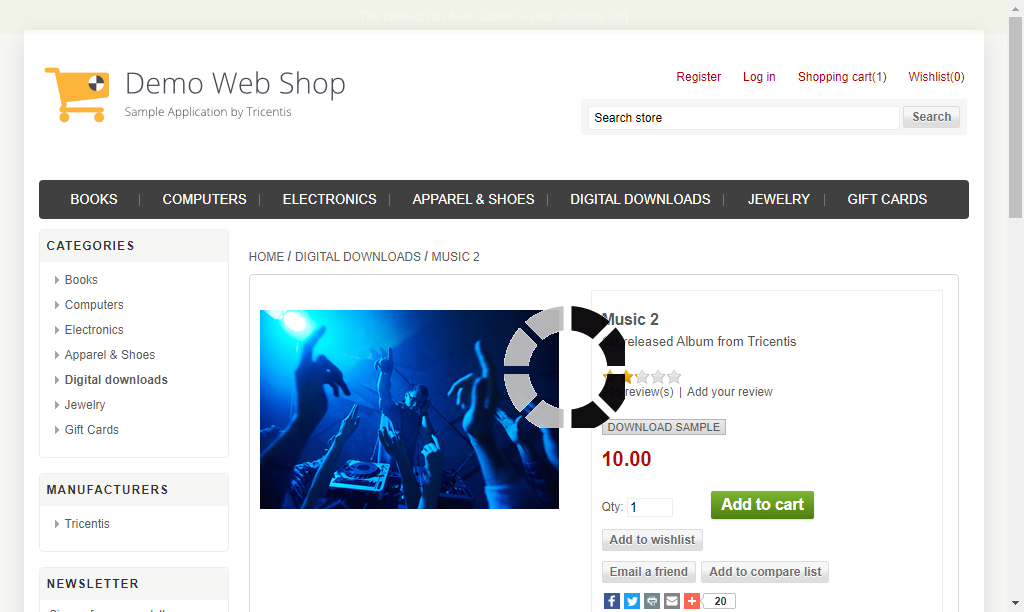 The product has been added to your shopping cart
Demo Web Shop
Sample Application by Tricentis
Register
Log in
Shopping cart(1)
Wishlist(0)
Search store
Search
BOOKS
COMPUTERS
ELECTRONICS
APPAREL & SHOES
DIGITAL DOWNLOADS
JEWELRY
GIFT CARDS
CATEGORIES
Books
Computers
Electronics
Apparel & Shoes
Digital downloads
Jewelry
Gift Cards
MANUFACTURERS
Tricentis
NEWSLETTER
HOME / DIGITAL DOWNLOADS / MUSIC 2
Music 2
released Album from Tricentis
review(s) | Add your review
DOWNLOAD SAMPLE
10.00
Qty: 1
Add to cart
Add to wishlist
Email a friend
Add to compare list
20